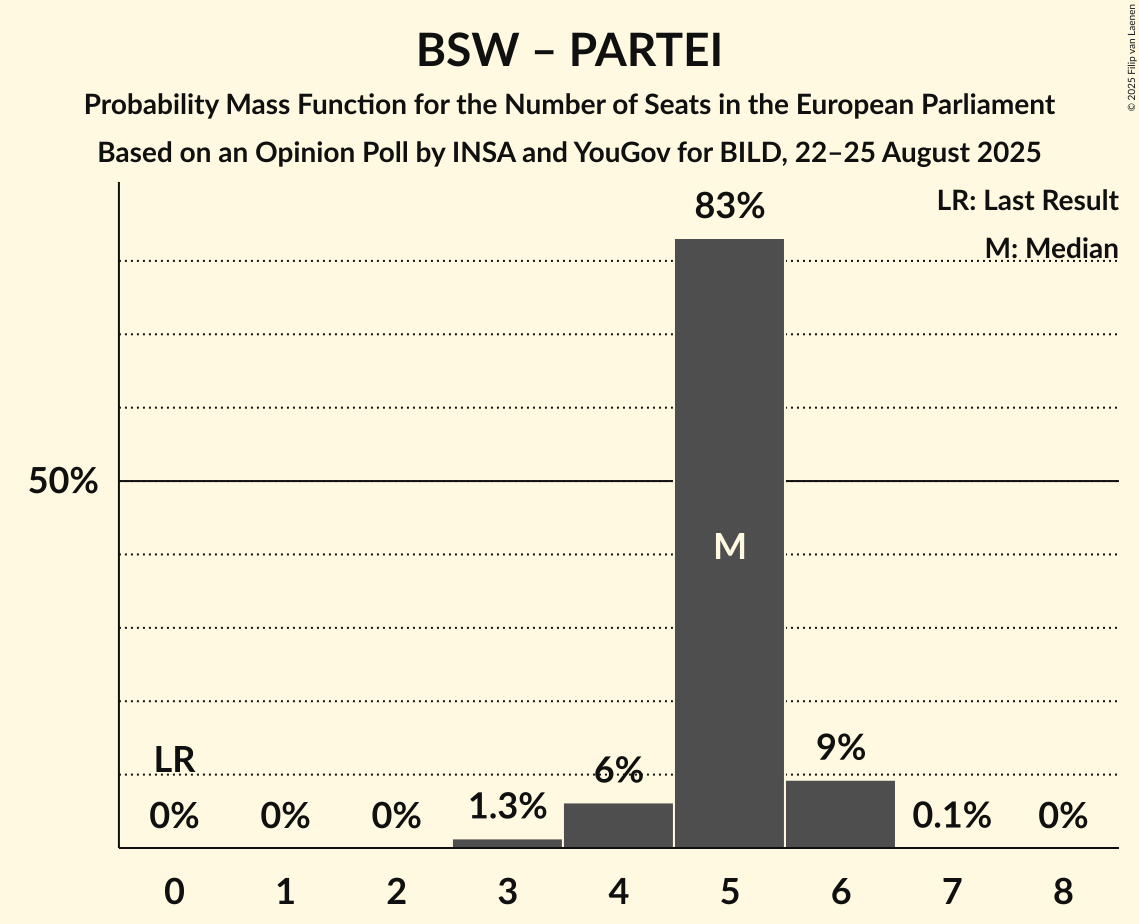 BSW – PARTEI
Probability Mass Function for the Number of Seats in the European Parliament
Based on an Opinion Poll by INSA and YouGov for BILD, 22–25 August 2025
© 2025 Filip van Laenen
LR: Last Result
M: Median
83%
50%
M
LR
0%
0%
0%
1.3%
6%
9%
0.1%
0%
0
1
2
3
4
5
6
7
8